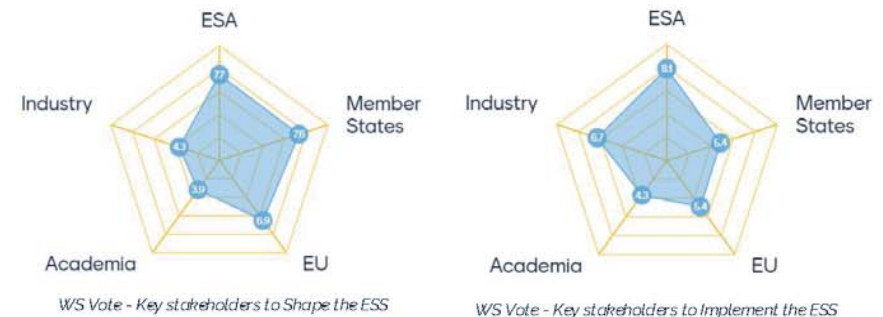 ESA
7.7
Industry
Member
States
7.6
4.3
3.9
6.9
Academia
EU
WS Vote - Key stakeholders to Shape the ESS
ESA
8.1
Industry
Member
States
6.7
5.4
4.3
5.4
Academia
EU
WS Vote - Key stakeholders to Implement the ESS